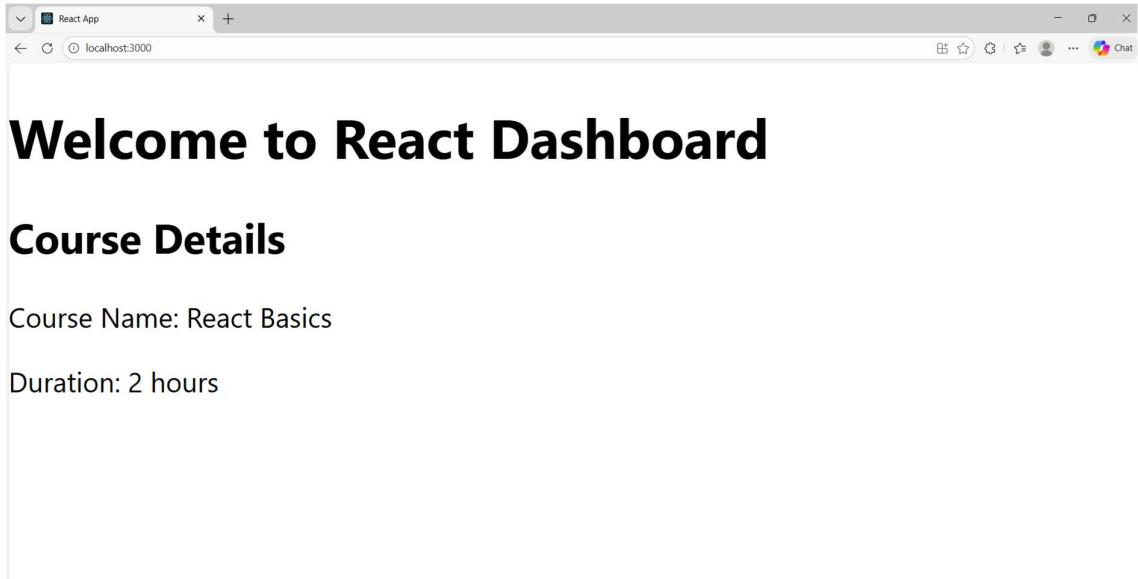 React App
localhost:3000
Chat
Welcome to React Dashboard
Course Details
Course Name: React Basics
Duration: 2 hours